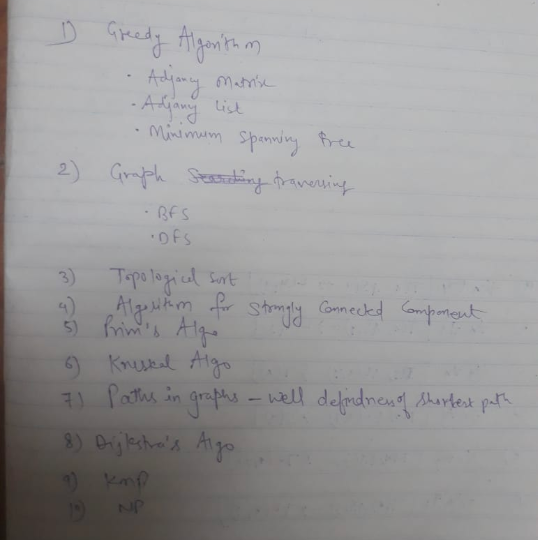 1) Greedy Algorithm
· Adjany Matrix
· Adjany List
· Minimum Spanning Tree
2) Graph Searching traversing
· BFS
· DFS
3) Topological Sort
4) Algorithm for Strongly Connected Component
5) Prim's Algo
6) Kruskal Algo
7) Paths in graphs - well definedness of shortest path
8) Dijkstra's Algo
9) KMP
10) NP